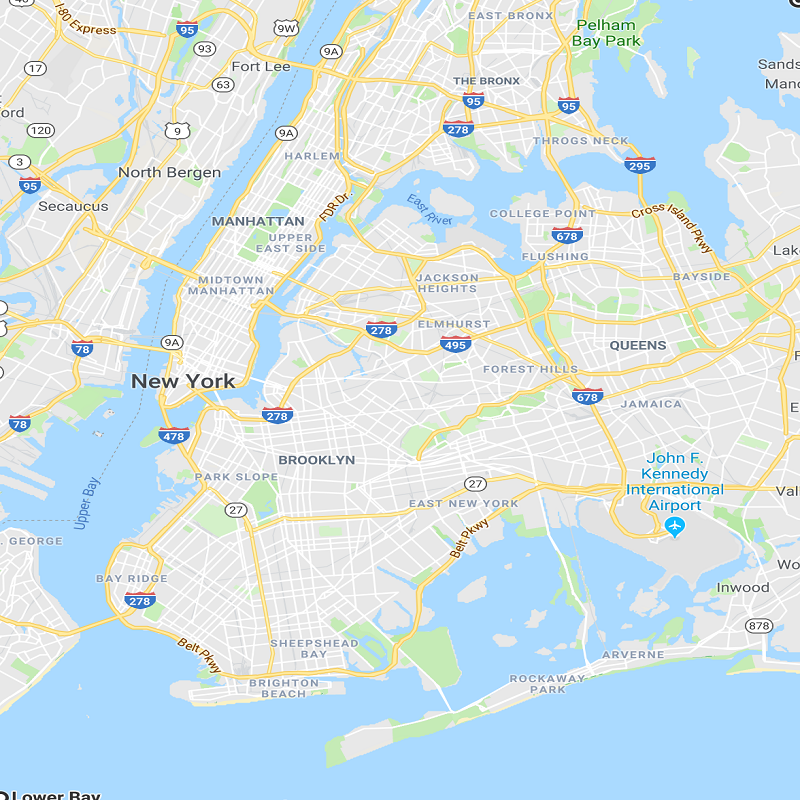 I-80 Express
95
9W
EAST BRONX
Pelham
Bay Park
93
9A
Fort Lee
17
63
THE BRONX
Sands
Mano
95
95
278
120
9
9A
THROGS NECK
3
HARLEM
295
95
North Bergen
Secaucus
FDR Dr.
East River
COLLEGE POINT
Cross Island Pkwy
MANHATTAN
UPPER
EAST SIDE
678
FLUSHING
Lake
MIDTOWN
MANHATTAN
JACKSON
HEIGHTS
BAYSIDE
278
ELMHURST
495
QUEENS
9A
78
New York
FOREST HILLS
278
678
JAMAICA
78
478
BROOKLYN
John F.
Kennedy
International
Airport
PARK SLOPE
27
Upper Bay
27
EAST NEW YORK
Vall
. GEORGE
Belt Pkwy
BAY RIDGE
Inwood
278
878
Belt Pkwy
SHEEPSHEAD
BAY
ARVERNE
BRIGHTON
BEACH
ROCKAWAY
PARK
Lower Bay